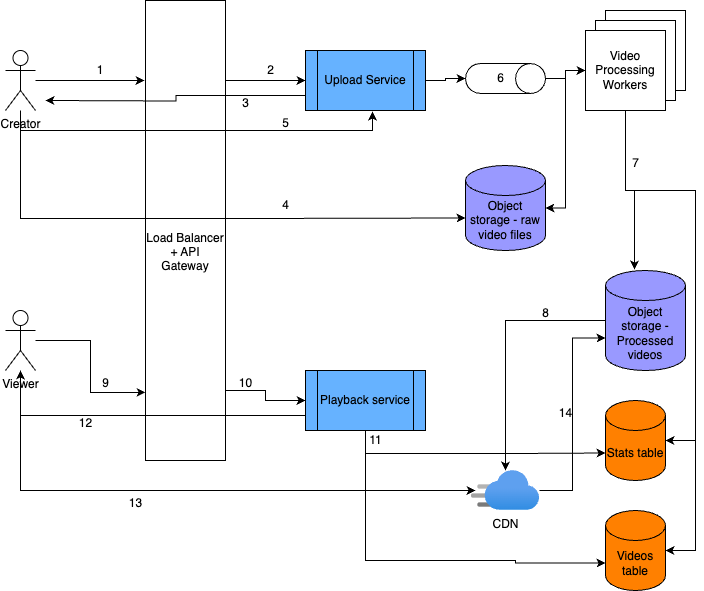 1
2
Upload Service
6
Video
Processing
Workers
3
Creator
5
7
4
Object
storage - raw
video files
Load Balancer
+ API
Gateway
8
Object
storage -
Processed
videos
Viewer
9
10
Playback service
12
14
11
Stats table
13
CDN
Videos
table